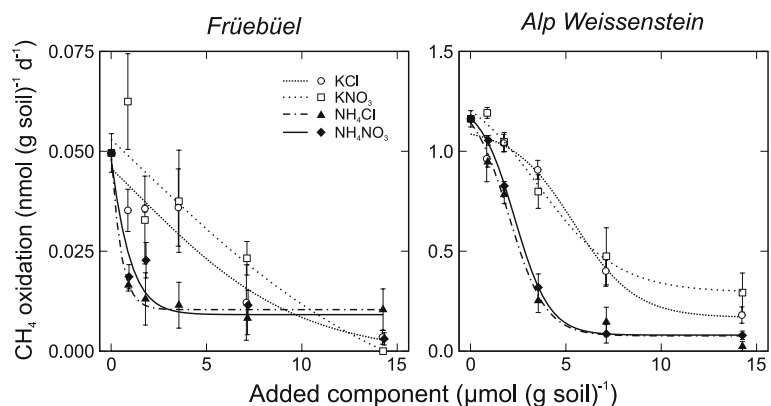 Früebüel
Alp Weissenstein
CH₄ oxidation (nmol (g soil)⁻¹ d⁻¹)
0.075
0.050
0.025
0.000
KCl
KNO₃
NH₄Cl
NH₄NO₃
0 5 10 15
1.5
1.0
0.5
0.0
0 5 10 15
Added component (µmol (g soil)⁻¹)